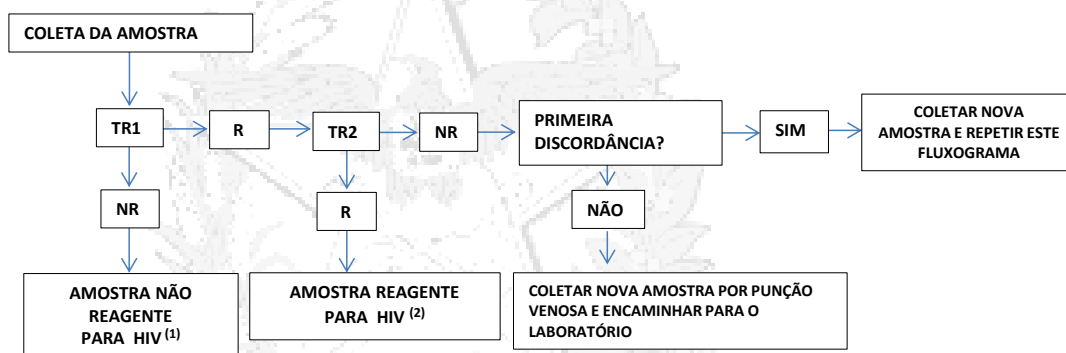 COLETA DA AMOSTRA
TR1
R
TR2
NR
PRIMEIRA
DISCORDÂNCIA?
SIM
COLETAR NOVA
AMOSTRA E REPETIR ESTE
FLUXOGRAMA
NR
R
NÃO
AMOSTRA NÃO
REAGENTE
PARA HIV (1)
AMOSTRA REAGENTE
PARA HIV (2)
COLETAR NOVA AMOSTRA POR PUNÇÃO
VENOSA E ENCAMINHAR PARA O
LABORATÓRIO